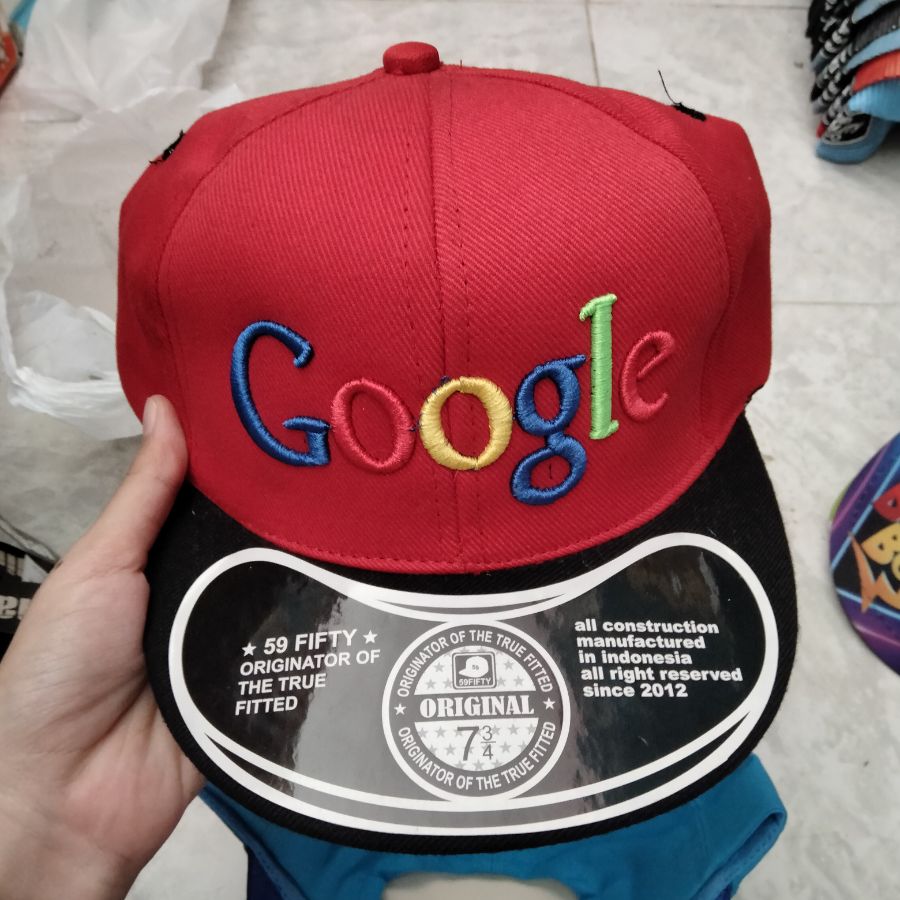 Google
★ 59 FIFTY ★
ORIGINATOR OF
THE TRUE
FITTED
ORIGINATOR OF THE TRUE FITTED
59FIFTY
ORIGINAL
7 3/4
ORIGINATOR OF THE TRUE FITTED
all construction
manufactured
in indonesia
all right reserved
since 2012